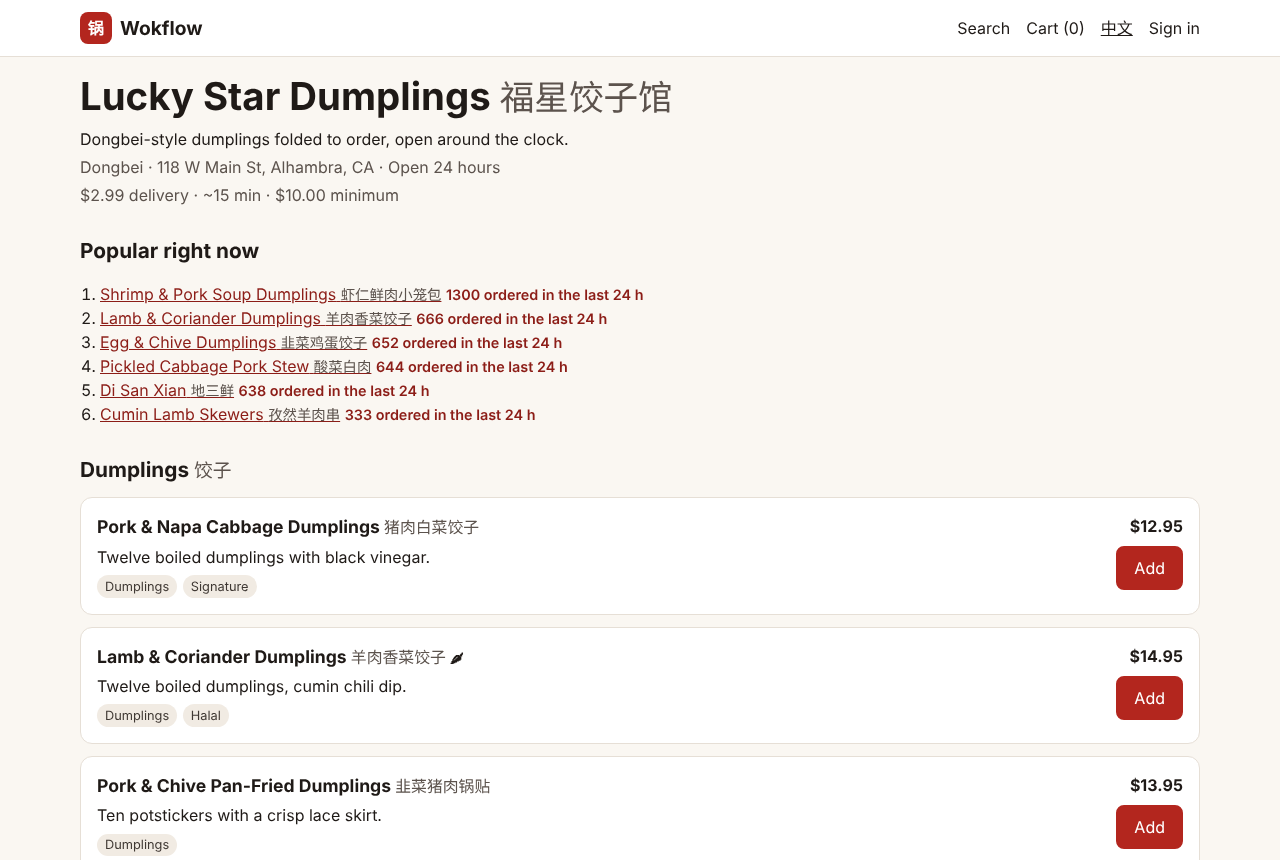 锅 Wokflow Search Cart (0) 中文 Sign in
Lucky Star Dumplings 福星饺子馆
Dongbei-style dumplings folded to order, open around the clock.
Dongbei · 118 W Main St, Alhambra, CA · Open 24 hours
$2.99 delivery · ~15 min · $10.00 minimum
Popular right now
1. Shrimp & Pork Soup Dumplings 虾仁鲜肉小笼包 1300 ordered in the last 24 h
2. Lamb & Coriander Dumplings 羊肉香菜饺子 666 ordered in the last 24 h
3. Egg & Chive Dumplings 韭菜鸡蛋饺子 652 ordered in the last 24 h
4. Pickled Cabbage Pork Stew 酸菜白肉 644 ordered in the last 24 h
5. Di San Xian 地三鲜 638 ordered in the last 24 h
6. Cumin Lamb Skewers 孜然羊肉串 333 ordered in the last 24 h
Dumplings 饺子
Pork & Napa Cabbage Dumplings 猪肉白菜饺子 $12.95
Twelve boiled dumplings with black vinegar.
Add
Dumplings Signature
Lamb & Coriander Dumplings 羊肉香菜饺子 $14.95
Twelve boiled dumplings, cumin chili dip.
Add
Dumplings Halal
Pork & Chive Pan-Fried Dumplings 韭菜猪肉锅贴 $13.95
Ten potstickers with a crisp lace skirt.
Add
Dumplings